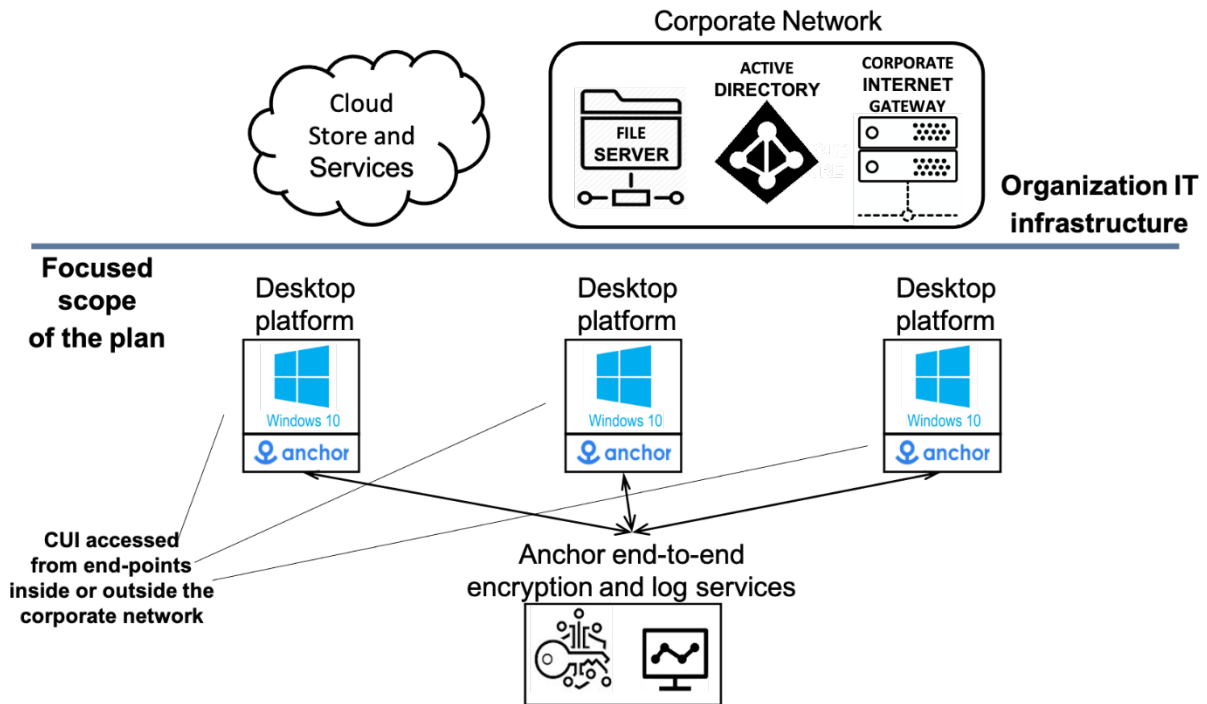 Corporate Network
Cloud
Store and
Services
FILE
SERVER
ACTIVE
DIRECTORY
CORPORATE
INTERNET
GATEWAY
Organization IT
infrastructure
Focused
scope
of the plan
Desktop
platform
Windows 10
anchor
Desktop
platform
Windows 10
anchor
Desktop
platform
Windows 10
anchor
CUI accessed
from end-points
inside or outside the
corporate network
Anchor end-to-end
encryption and log services